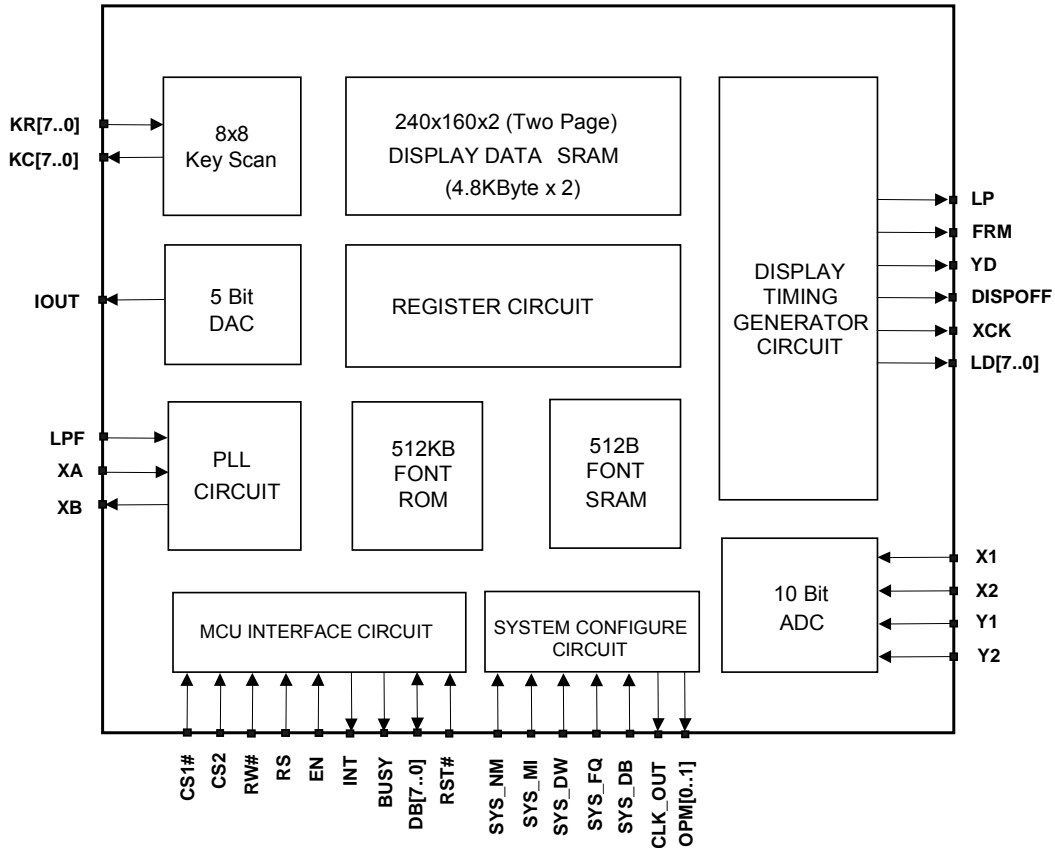 KR[7..0]
KC[7..0]
8x8
Key Scan
240x160x2 (Two Page)
DISPLAY DATA SRAM
(4.8KByte x 2)
IOUT
5 Bit
DAC
REGISTER CIRCUIT
DISPLAY
TIMING
GENERATOR
CIRCUIT
LP
FRM
YD
DISPOFF
XCK
LD[7..0]
LPF
XA
XB
PLL
CIRCUIT
512KB
FONT
ROM
512B
FONT
SRAM
10 Bit
ADC
X1
X2
Y1
Y2
MCU INTERFACE CIRCUIT
SYSTEM CONFIGURE
CIRCUIT
CS1#
CS2
RW#
RS
EN
INT
BUSY
DB[7..0]
RST#
SYS_NM
SYS_MI
SYS_DW
SYS_FQ
SYS_DB
CLK_OUT
OPM[0..1]